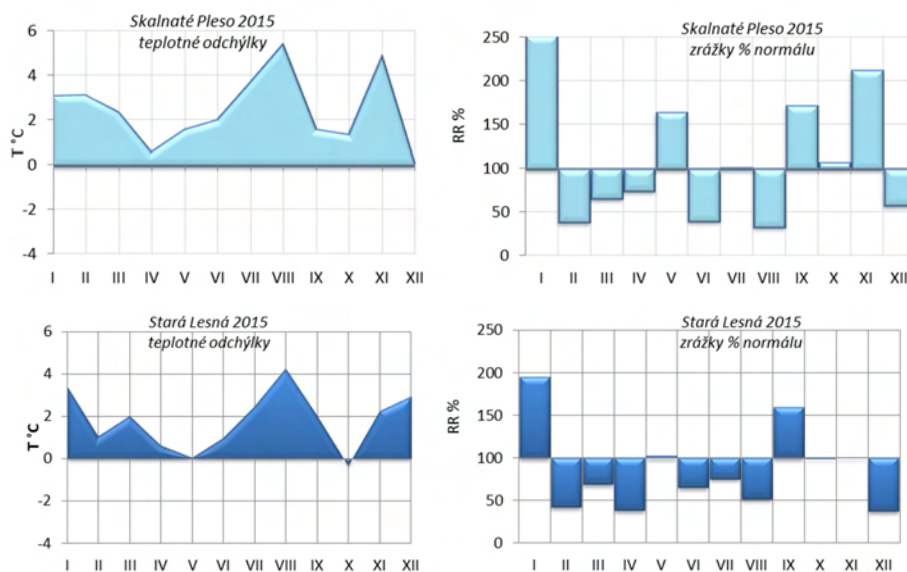 Skalnaté Pleso 2015
teplotné odchýlky
T °C
6
4
2
0
-2
-4
I II III IV V VI VII VIII IX X XI XII
Skalnaté Pleso 2015
zrážky % normálu
RR %
250
200
150
100
50
0
I II III IV V VI VII VIII IX X XI XII
Stará Lesná 2015
teplotné odchýlky
T °C
6
4
2
0
-2
-4
I II III IV V VI VII VIII IX X XI XII
Stará Lesná 2015
zrážky % normálu
RR %
250
200
150
100
50
0
I II III IV V VI VII VIII IX X XI XII